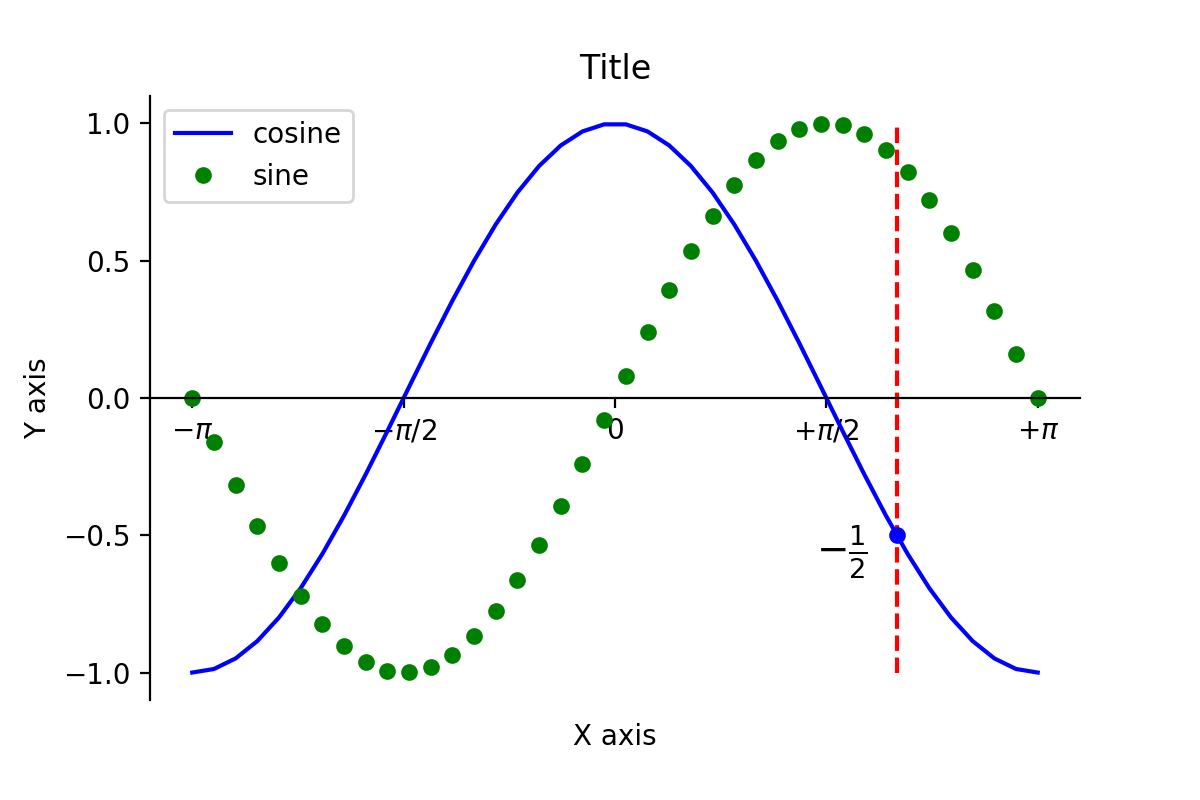 Title
1.0
cosine
sine
0.5
0.0
−π −π/2 0 +π/2 +π
−0.5
−1/2
−1.0
Y axis
X axis